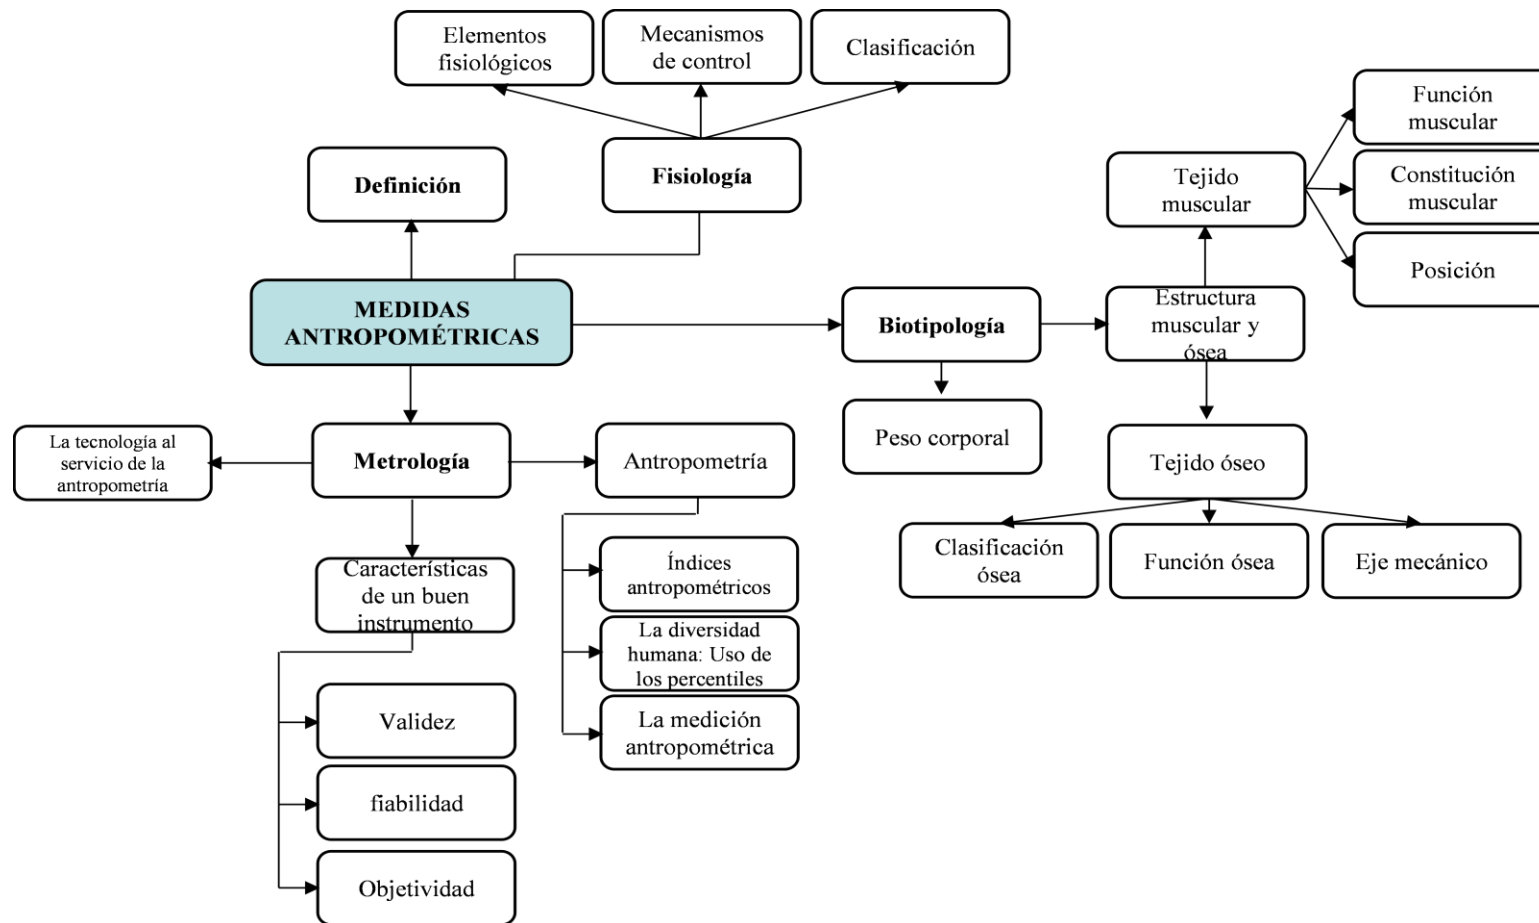 Elementos
fisiológicos
Mecanismos
de control
Clasificación
Función
muscular
Definición
Fisiología
Tejido
muscular
Constitución
muscular
Posición
MEDIDAS
ANTROPOMÉTRICAS
Biotipología
Estructura
muscular y
ósea
Peso corporal
La tecnología al
servicio de la
antropometría
Metrología
Antropometría
Tejido óseo
Clasificación
ósea
Función ósea
Eje mecánico
Características
de un buen
instrumento
Índices
antropométricos
La diversidad
humana: Uso de
los percentiles
La medición
antropométrica
Validez
fiabilidad
Objetividad